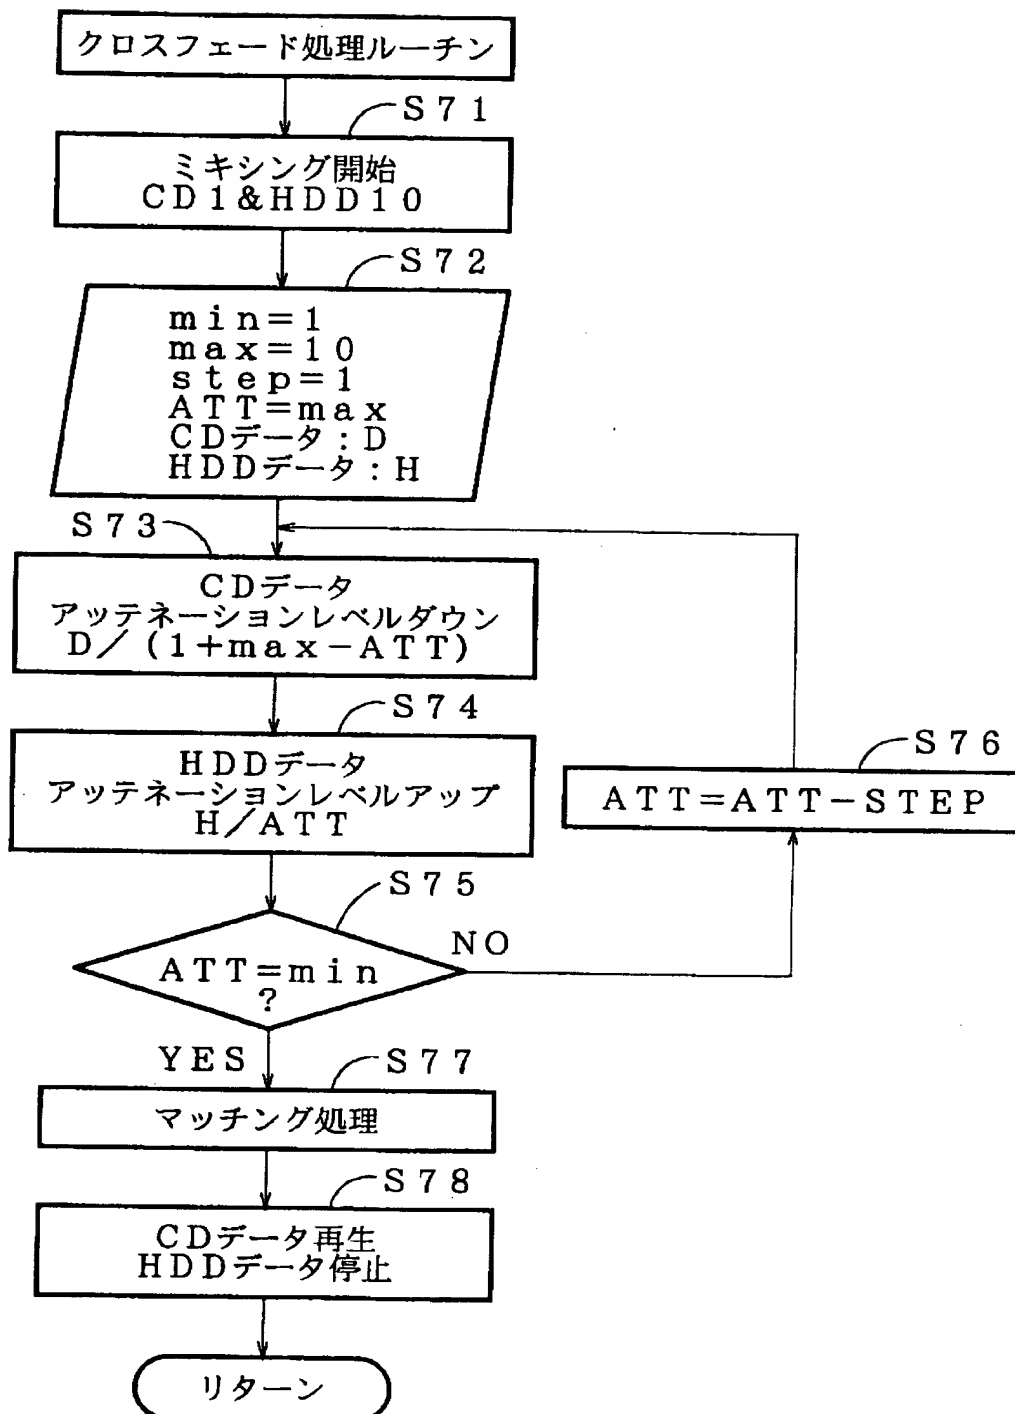 クロスフェード処理ルーチン
S71
ミキシング開始
CD1&HDD10
S72
min=1
max=10
step=1
ATT=max
CDデータ:D
HDDデータ:H
S73
CDデータ
アッテネーションレベルダウン
D/(1+max-ATT)
S74
HDDデータ
アッテネーションレベルアップ
H/ATT
S76
ATT=ATT-STEP
S75
ATT=min
?
NO
YES
S77
マッチング処理
S78
CDデータ再生
HDDデータ停止
リターン